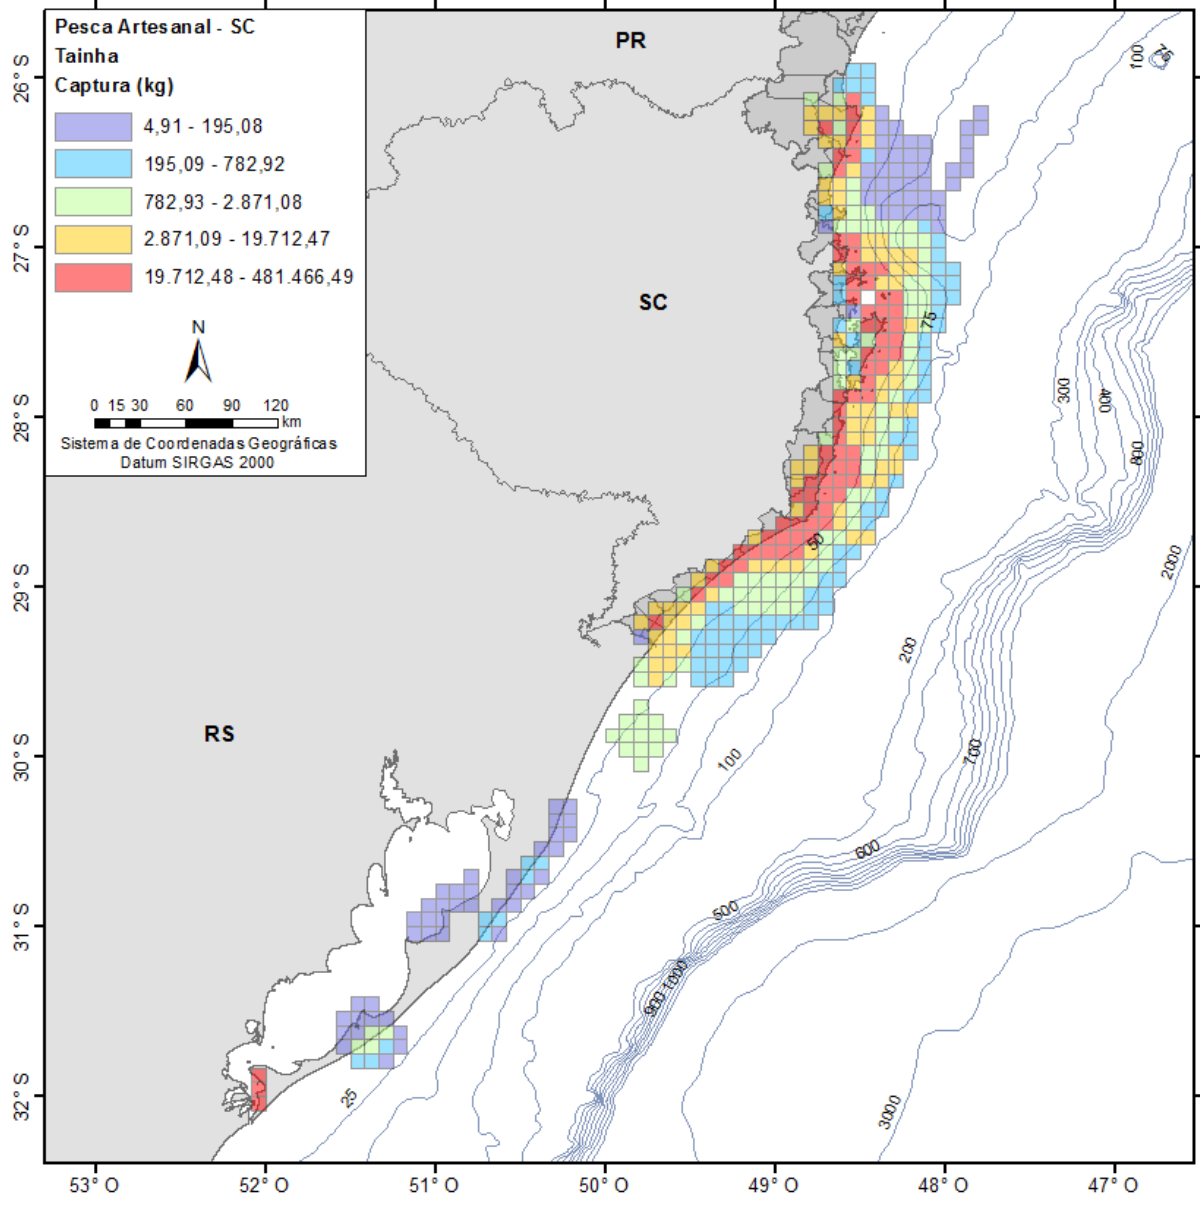 Pesca Artesanal - SC
Tainha
Captura (kg)
4,91 - 195,08
195,09 - 782,92
782,93 - 2.871,08
2.871,09 - 19.712,47
19.712,48 - 481.466,49
N
0 15 30 60 90 120
km
Sistema de Coordenadas Geográficas
Datum SIRGAS 2000
PR
SC
RS
26° S
27° S
28° S
29° S
30° S
31° S
32° S
100
75
75
300
400
800
50
2000
200
700
100
600
500
1000
900
25
3000
53° O
52° O
51° O
50° O
49° O
48° O
47° O